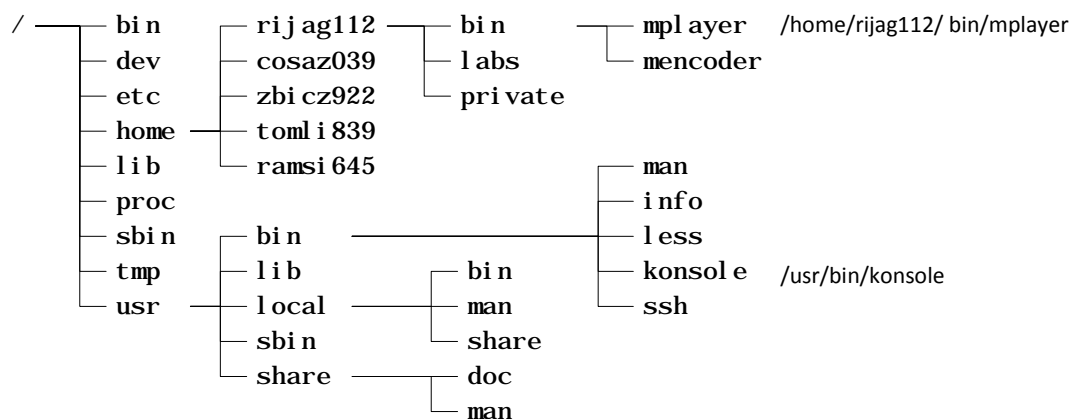 / bin rijag112 bin mplayer /home/rijag112/ bin/mplayer
dev cosaz039 labs mencoder
etc zbicz922 private
home tomli839
lib ramsi645 man
proc info
sbin bin less
tmp lib bin konsole /usr/bin/konsole
usr local man ssh
sbin share
share doc
man